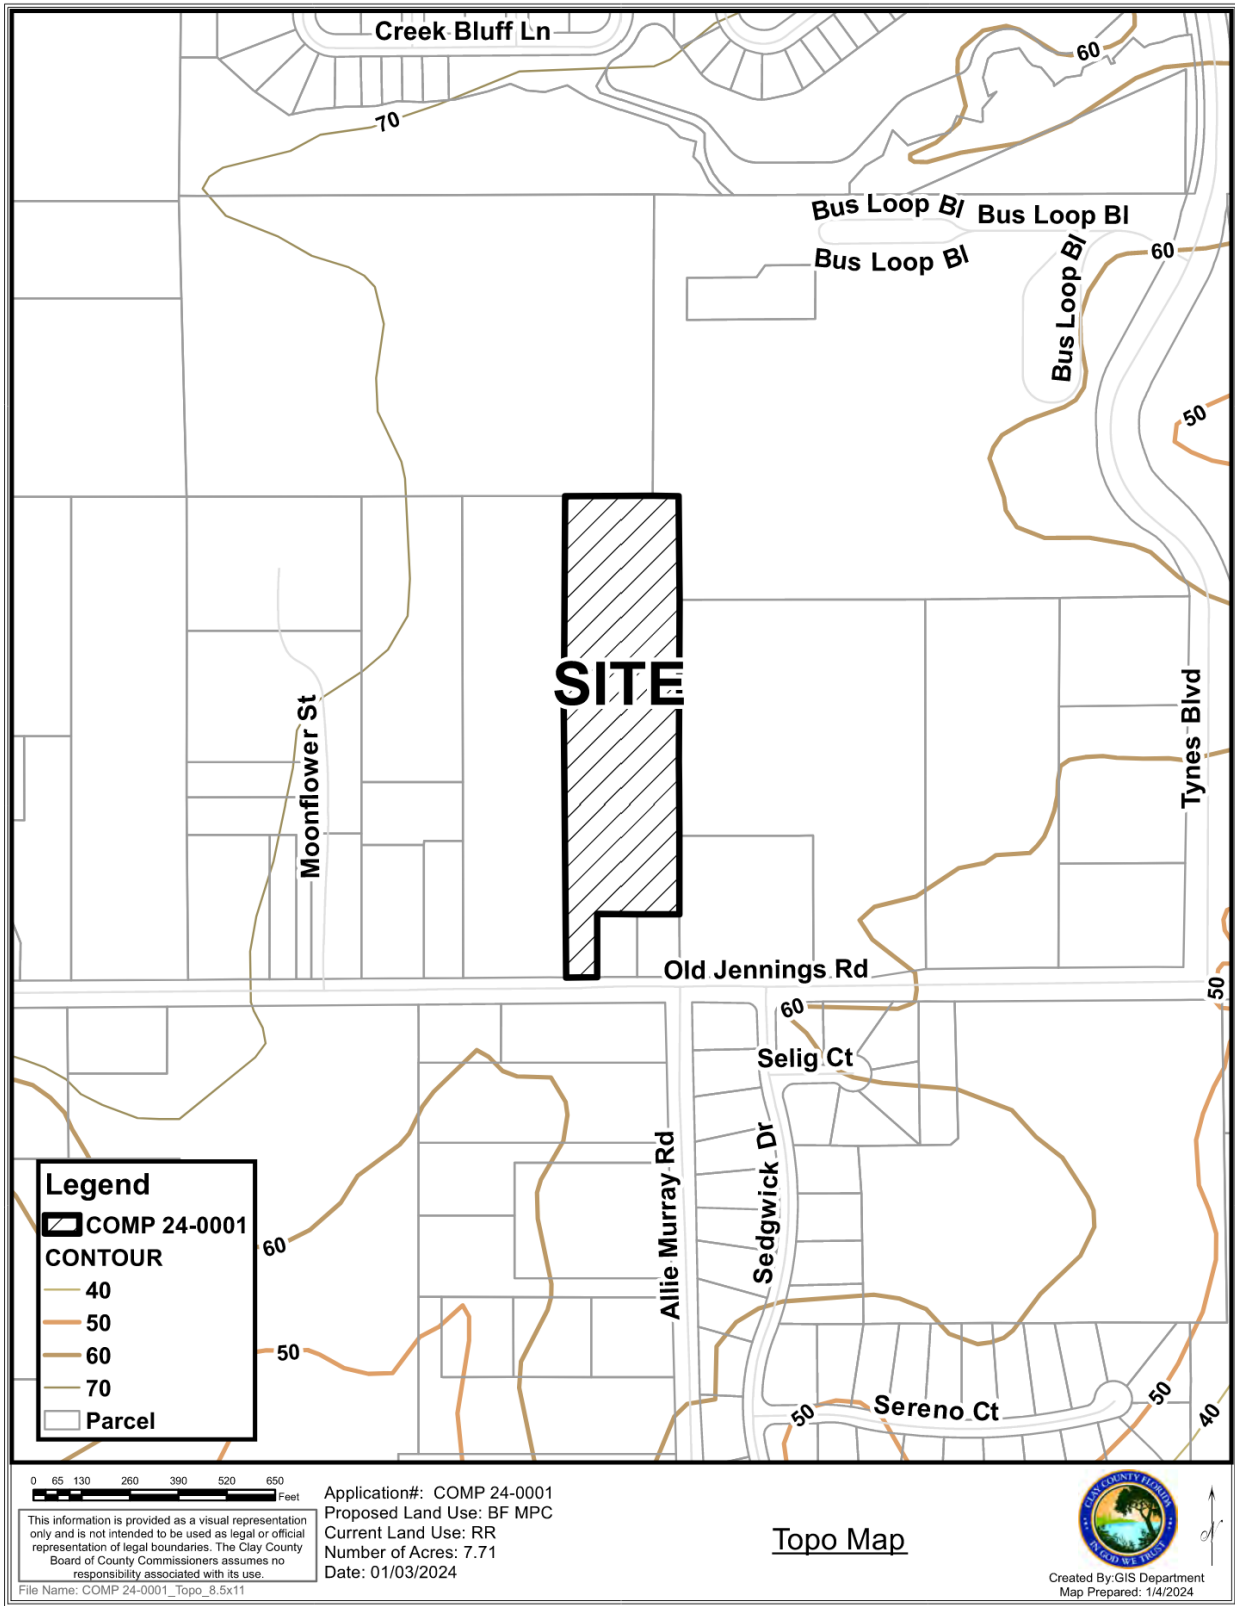 Creek Bluff Ln
60
70
Bus Loop Bl
Bus Loop Bl
Bus Loop Bl
Bus Loop Bl
60
50
SITE
Moonflower St
Tynes Blvd
Old Jennings Rd
60
50
Selig Ct
Allie Murray Rd
Sedgwick Dr
60
50
Sereno Ct
50
50
40
Legend
COMP 24-0001
CONTOUR
40
50
60
70
Parcel
0 65 130 260 390 520 650
Feet
This information is provided as a visual representation
only and is not intended to be used as legal or official
representation of legal boundaries. The Clay County
Board of County Commissioners assumes no
responsibility associated with its use.
File Name: COMP 24-0001_Topo_8.5x11
Application#: COMP 24-0001
Proposed Land Use: BF MPC
Current Land Use: RR
Number of Acres: 7.71
Date: 01/03/2024
Topo Map
CLAY COUNTY FLORIDA
IN GOD WE TRUST
N
Created By:GIS Department
Map Prepared: 1/4/2024